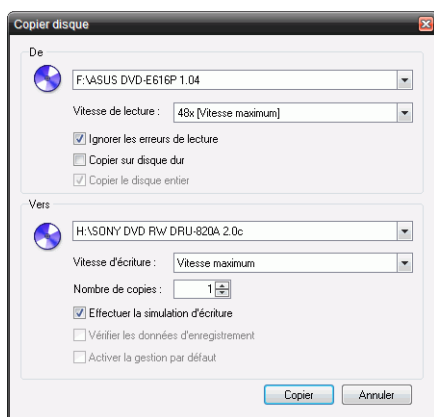 Copier disque
De
F:\ASUS DVD-E616P 1.04
Vitesse de lecture : 48x [Vitesse maximum]
Ignorer les erreurs de lecture
Copier sur disque dur
Copier le disque entier
Vers
H:\SONY DVD RW DRU-820A 2.0c
Vitesse d'écriture : Vitesse maximum
Nombre de copies : 1
Effectuer la simulation d'écriture
Vérifier les données d'enregistrement
Activer la gestion par défaut
Copier Annuler